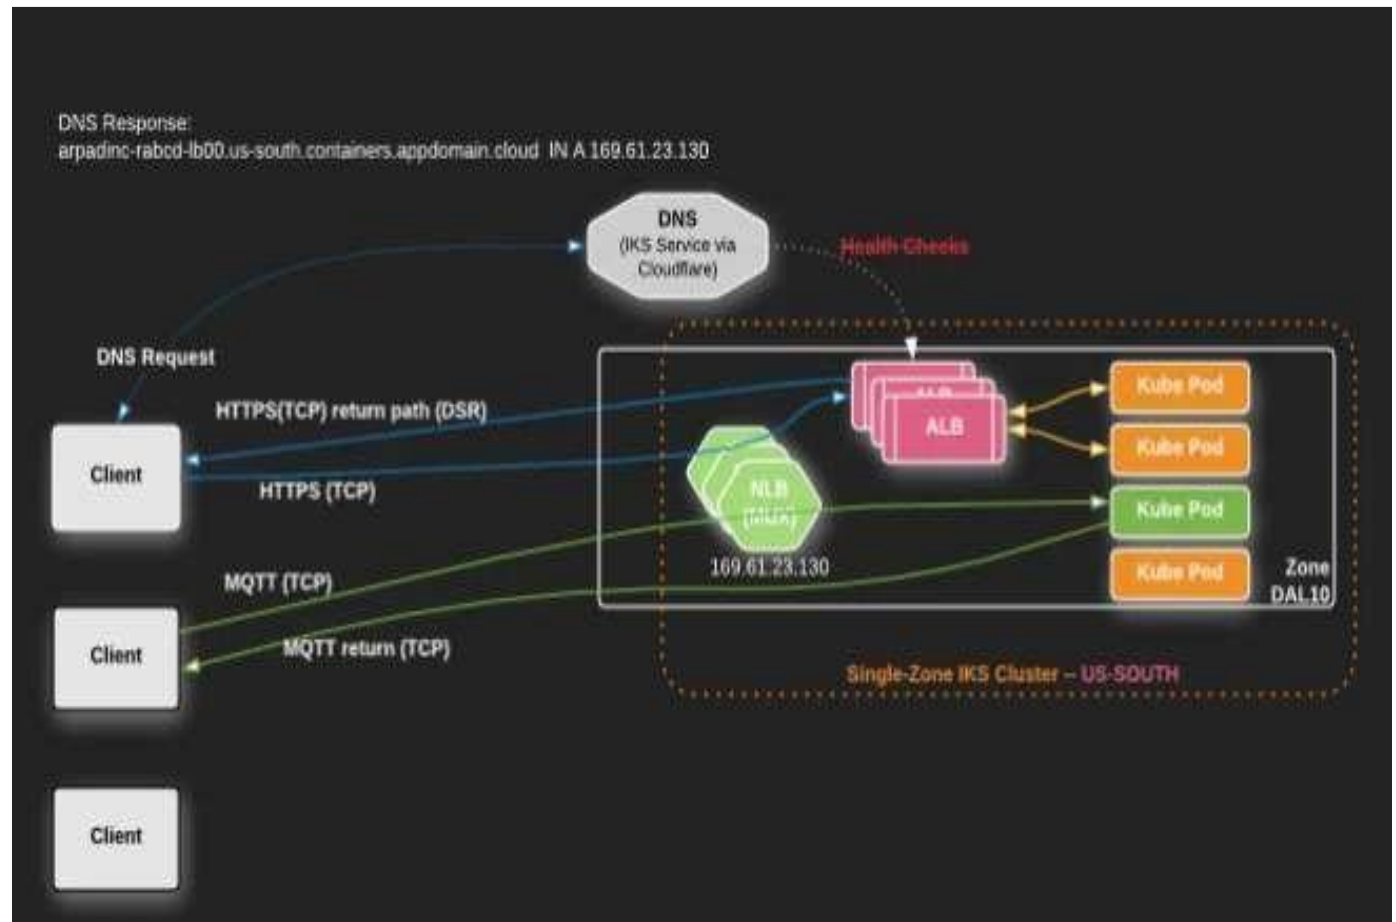 DNS Response:
arpadinc-rabcd-lb00.us-south.containers.appdomain.cloud IN A 169.61.23.130
DNS
(IKS Service via
Cloudflare)
Health Checks
DNS Request
HTTPS(TCP) return path (DSR)
HTTPS (TCP)
Client
ALB
ALB
Kube Pod
Kube Pod
Kube Pod
Kube Pod
NLB
(MUX)
169.61.23.130
Zone
DAL10
MQTT (TCP)
MQTT return (TCP)
Client
Single-Zone IKS Cluster – US-SOUTH
Client